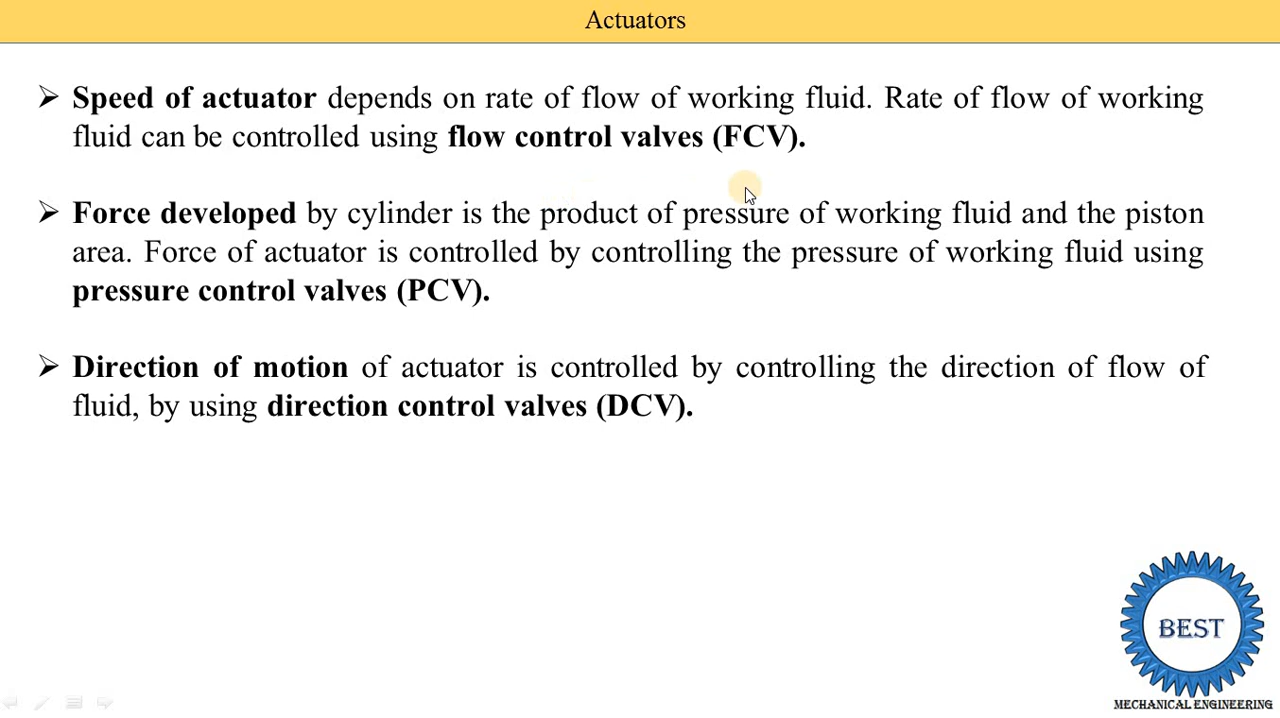 Actuators
➢ Speed of actuator depends on rate of flow of working fluid. Rate of flow of working
fluid can be controlled using flow control valves (FCV).
➢ Force developed by cylinder is the product of pressure of working fluid and the piston
area. Force of actuator is controlled by controlling the pressure of working fluid using
pressure control valves (PCV).
➢ Direction of motion of actuator is controlled by controlling the direction of flow of
fluid, by using direction control valves (DCV).
BEST
MECHANICAL ENGINEERING